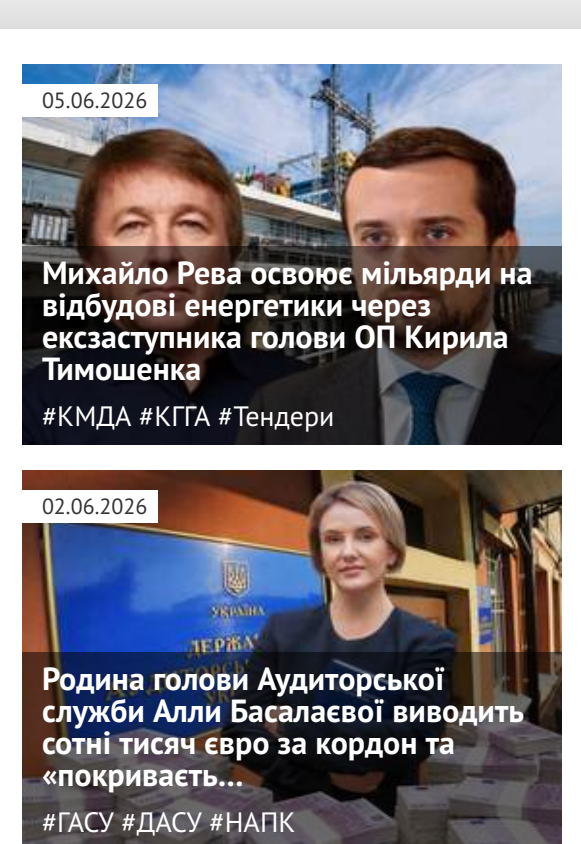 05.06.2026
Михайло Рева освоює мільярди на
відбудові енергетики через
ексзаступника голови ОП Кирила
Тимошенка
#КМДА #КГГА #Тендери
02.06.2026
УКРАЇНА
ДЕРЖА
Родина голови Аудиторської
служби Алли Басалаєвої виводить
сотні тисяч євро за кордон та
«покриваєть...
#ГАСУ #ДАСУ #НАПК